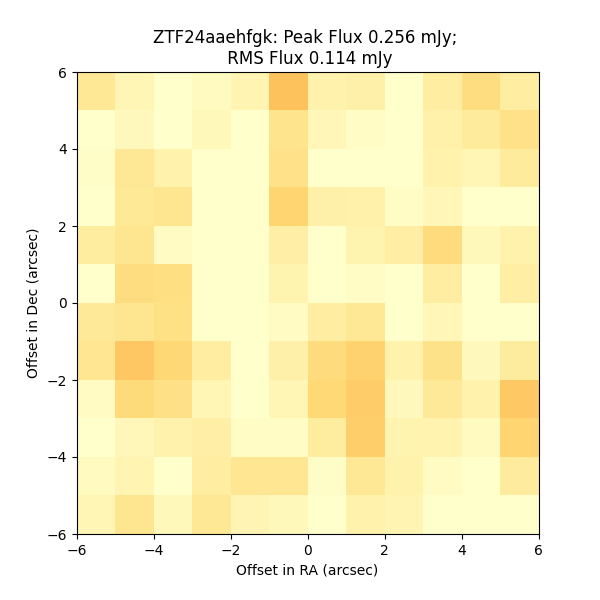 ZTF24aaehfgk: Peak Flux 0.256 mJy;
RMS Flux 0.114 mJy
6
4
2
0
−2
−4
−6
Offset in Dec (arcsec)
−6 −4 −2 0 2 4 6
Offset in RA (arcsec)